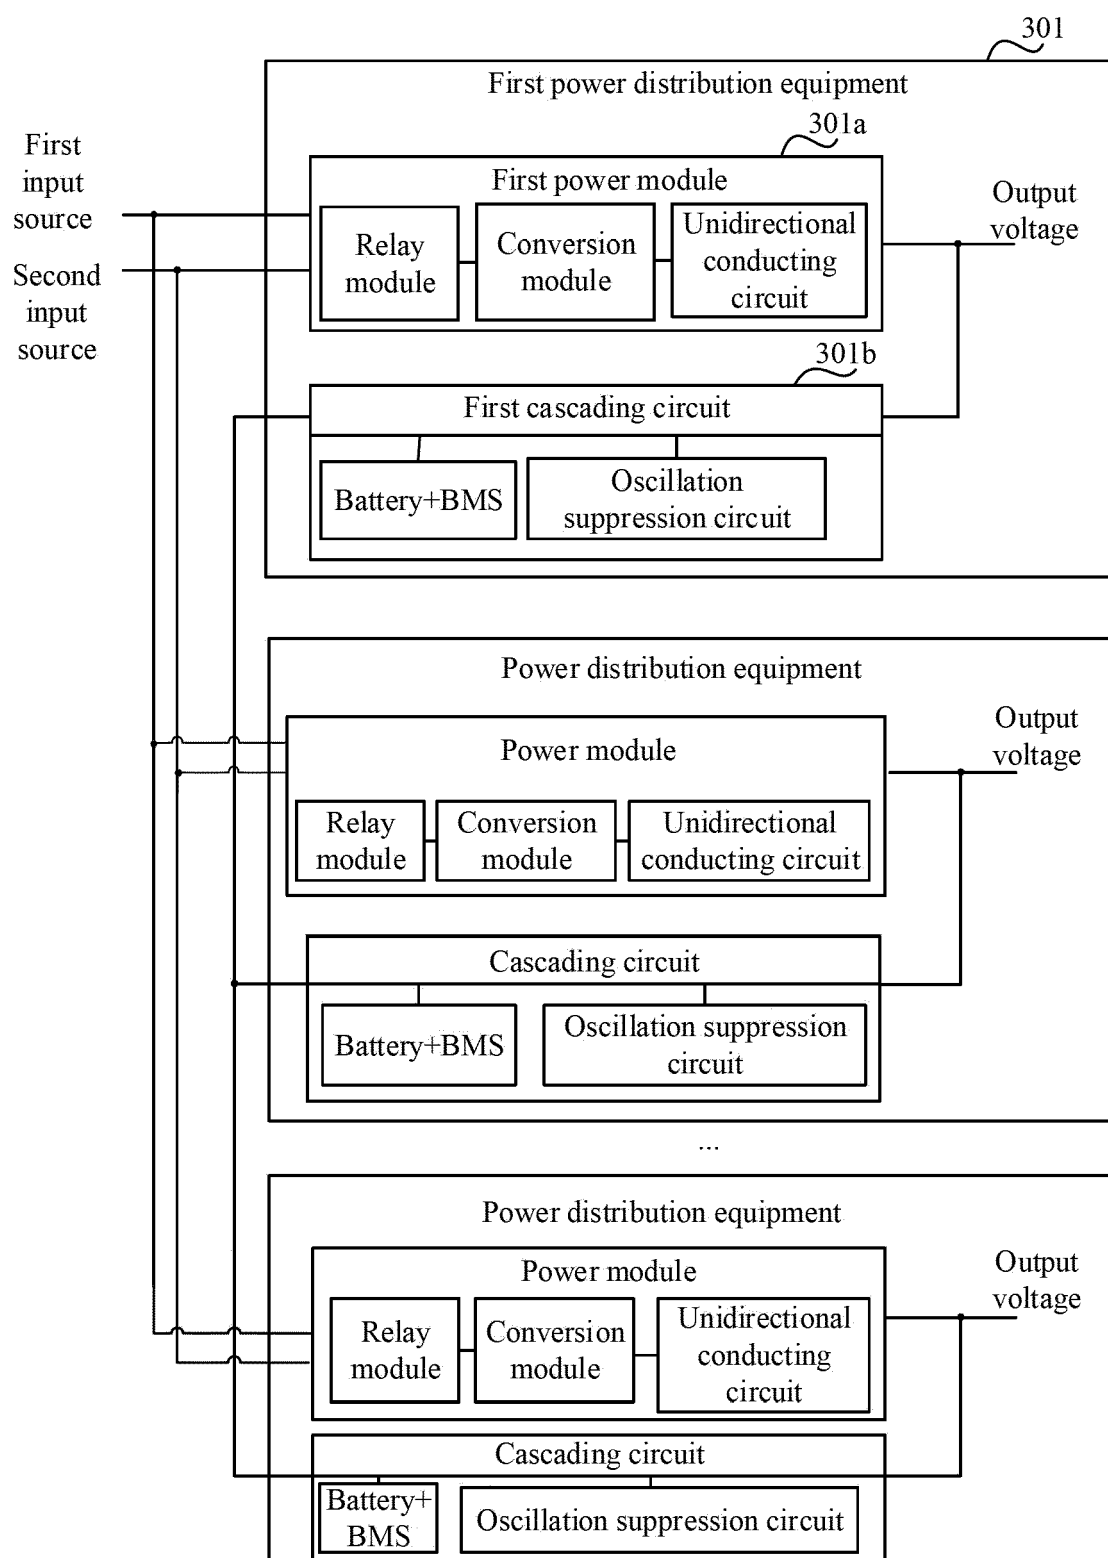 301
First power distribution equipment
301a
First
input
source
Second
input
source
First power module
Relay
module
Conversion
module
Unidirectional
conducting
circuit
Output
voltage
301b
First cascading circuit
Battery+BMS
Oscillation
suppression circuit
Power distribution equipment
Power module
Output
voltage
Relay
module
Conversion
module
Unidirectional
conducting circuit
Cascading circuit
Battery+BMS
Oscillation suppression
circuit
...
Power distribution equipment
Power module
Output
voltage
Relay
module
Conversion
module
Unidirectional
conducting
circuit
Cascading circuit
Battery+
BMS
Oscillation suppression circuit